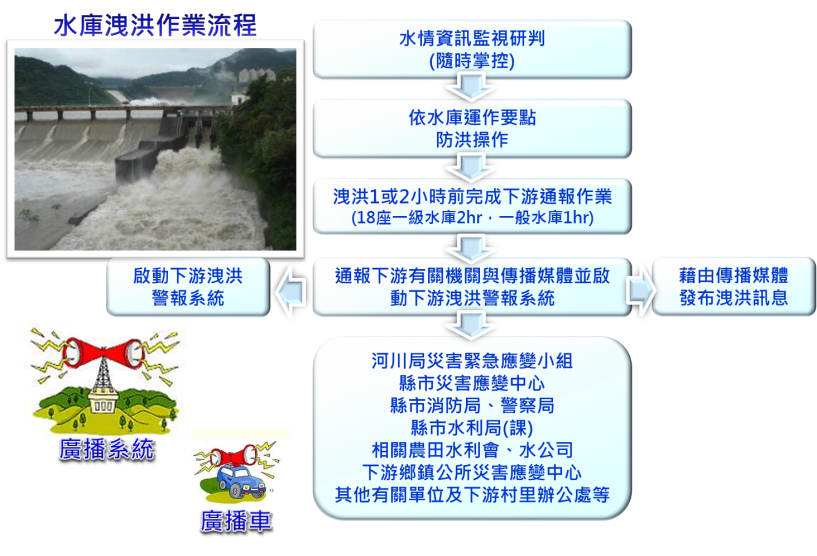 水庫洩洪作業流程
水情資訊監視研判
(隨時掌控)
依水庫運作要點
防洪操作
洩洪1或2小時前完成下游通報作業
(18座一級水庫2hr，一般水庫1hr)
啟動下游洩洪
警報系統
通報下游有關機關與傳播媒體並啟
動下游洩洪警報系統
藉由傳播媒體
發布洩洪訊息
河川局災害緊急應變小組
縣市災害應變中心
縣市消防局、警察局
縣市水利局(課)
相關農田水利會、水公司
下游鄉鎮公所災害應變中心
其他有關單位及下游村里辦公處等
廣播系統
廣播車